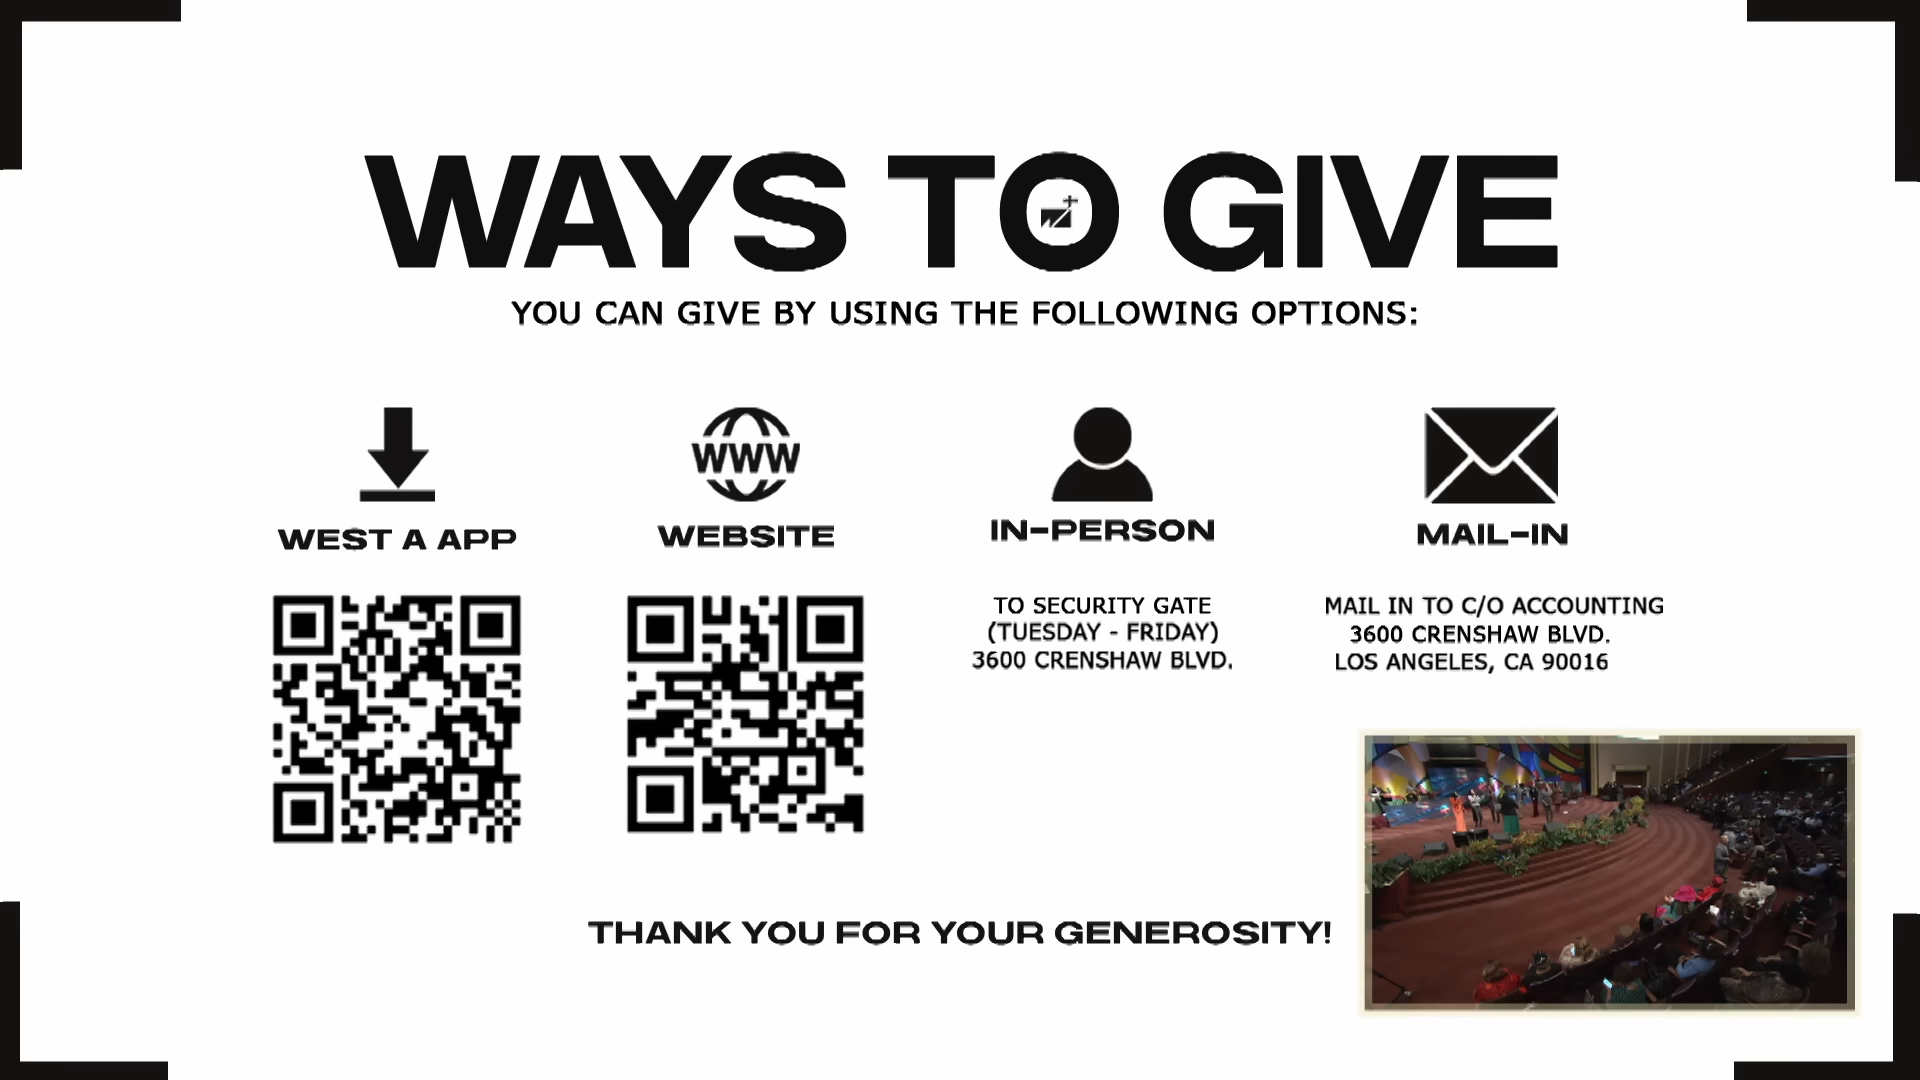 WAYS TO GIVE
YOU CAN GIVE BY USING THE FOLLOWING OPTIONS:
WWW
WEST A APP
WEBSITE
IN-PERSON
MAIL-IN
TO SECURITY GATE
(TUESDAY - FRIDAY)
3600 CRENSHAW BLVD.
MAIL IN TO C/O ACCOUNTING
3600 CRENSHAW BLVD.
LOS ANGELES, CA 90016
THANK YOU FOR YOUR GENEROSITY!